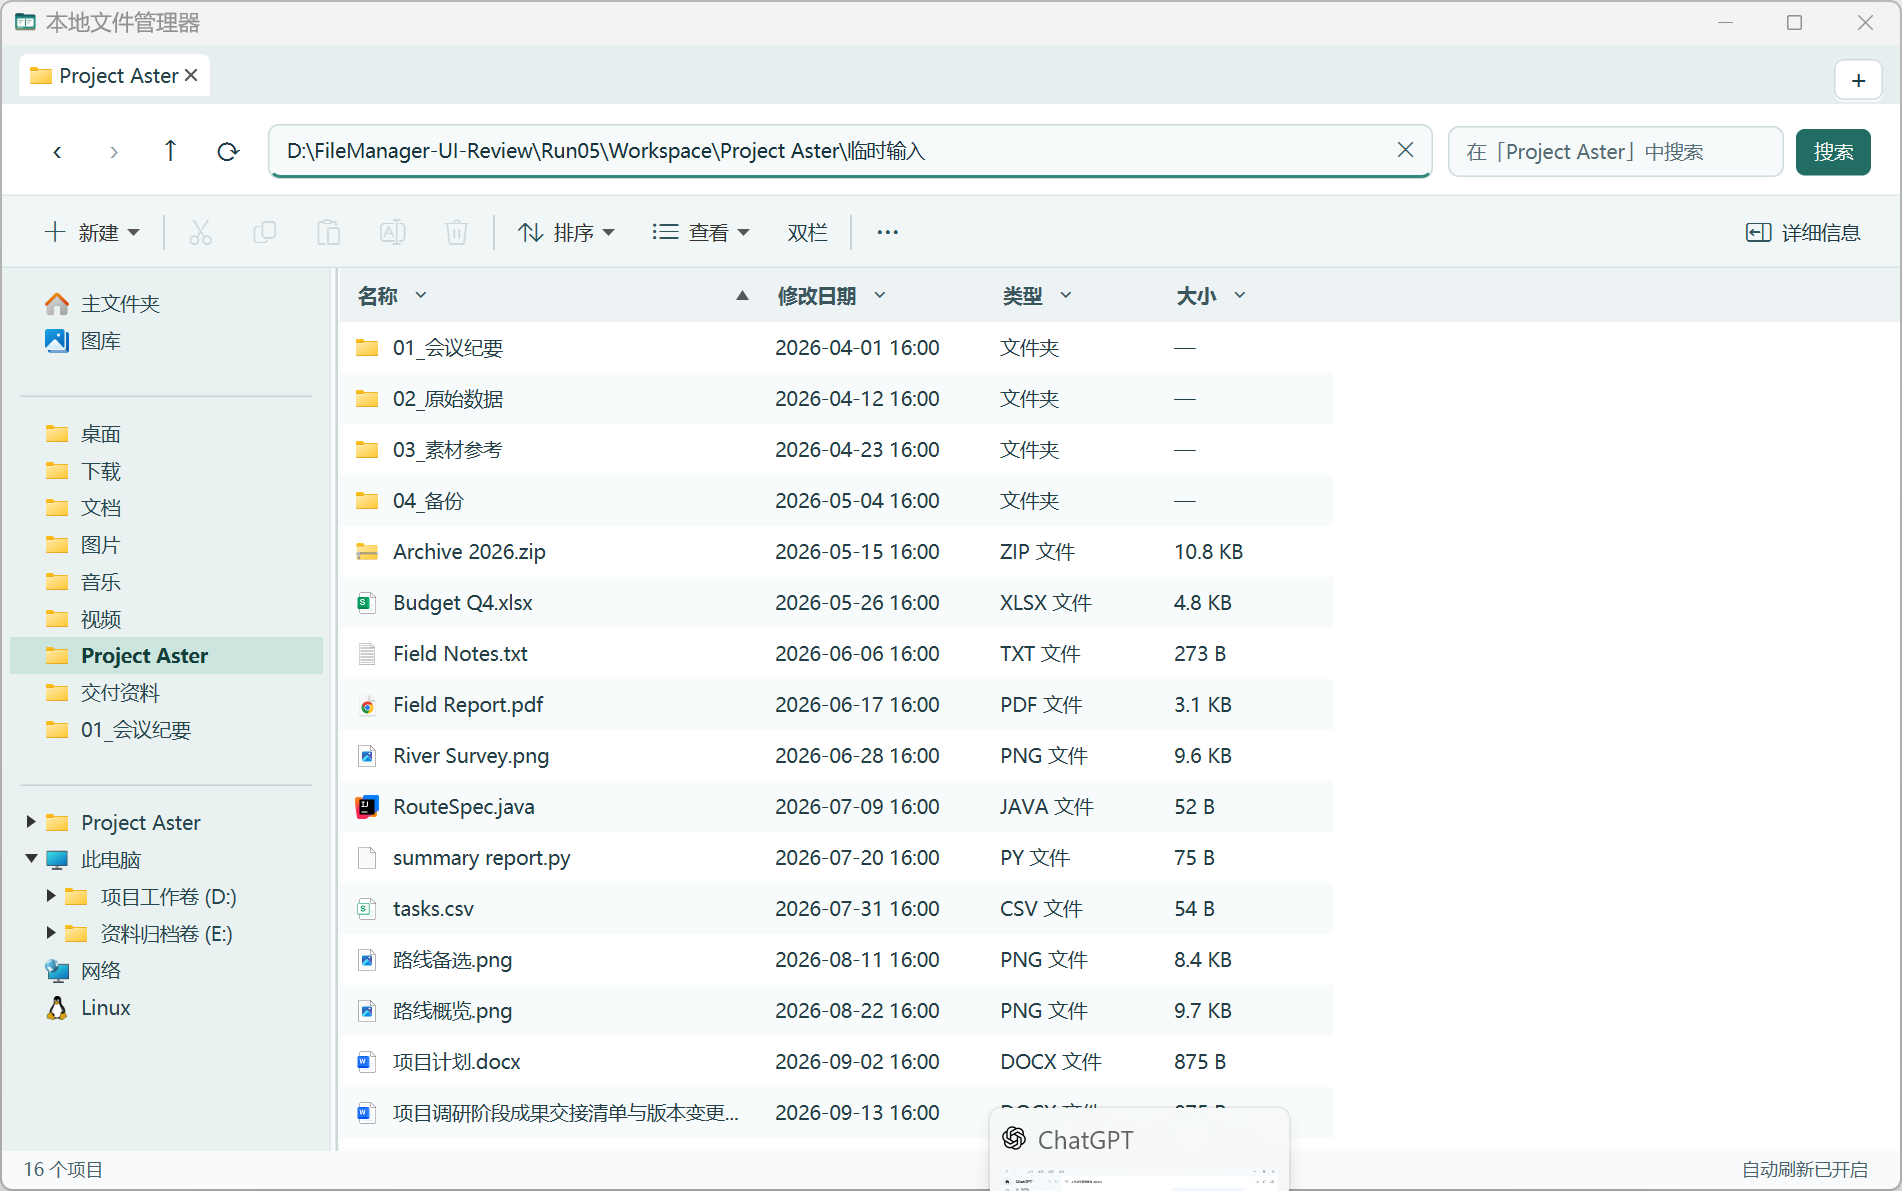 本地文件管理器
Project Aster
D:\FileManager-UI-Review\Run05\Workspace\Project Aster\临时输入
在「Project Aster」中搜索
搜索
新建
排序
查看
双栏
详细信息
主文件夹
图库
桌面
下载
文档
图片
音乐
视频
Project Aster
交付资料
01_会议纪要
Project Aster
此电脑
项目工作卷 (D:)
资料归档卷 (E:)
网络
Linux
名称 修改日期 类型 大小
01_会议纪要 2026-04-01 16:00 文件夹 —
02_原始数据 2026-04-12 16:00 文件夹 —
03_素材参考 2026-04-23 16:00 文件夹 —
04_备份 2026-05-04 16:00 文件夹 —
Archive 2026.zip 2026-05-15 16:00 ZIP 文件 10.8 KB
Budget Q4.xlsx 2026-05-26 16:00 XLSX 文件 4.8 KB
Field Notes.txt 2026-06-06 16:00 TXT 文件 273 B
Field Report.pdf 2026-06-17 16:00 PDF 文件 3.1 KB
River Survey.png 2026-06-28 16:00 PNG 文件 9.6 KB
RouteSpec.java 2026-07-09 16:00 JAVA 文件 52 B
summary report.py 2026-07-20 16:00 PY 文件 75 B
tasks.csv 2026-07-31 16:00 CSV 文件 54 B
路线备选.png 2026-08-11 16:00 PNG 文件 8.4 KB
路线概览.png 2026-08-22 16:00 PNG 文件 9.7 KB
项目计划.docx 2026-09-02 16:00 DOCX 文件 875 B
项目调研阶段成果交接清单与版本变更... 2026-09-13 16:00
ChatGPT
16 个项目
自动刷新已开启